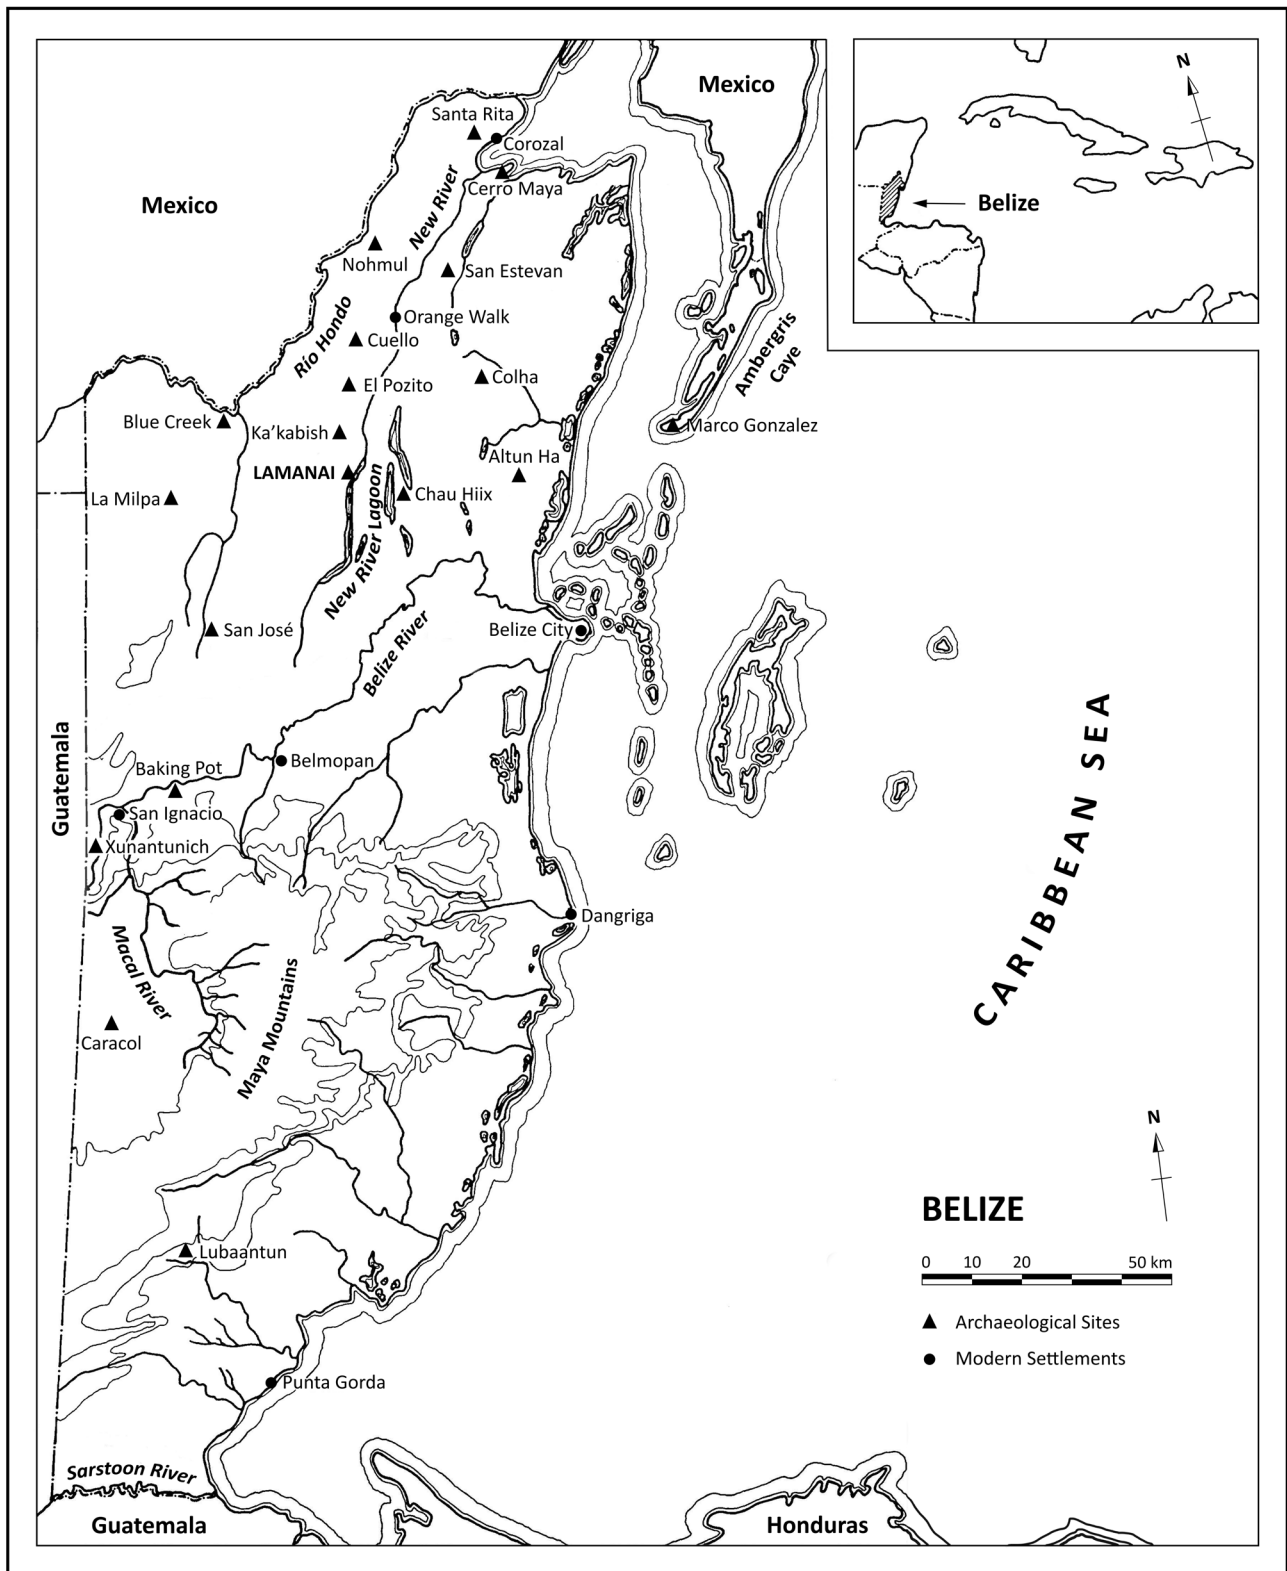 Mexico
N
Santa Rita
Corozal
Cerro Maya
Mexico
New River
Belize
Nohmul
San Estevan
Río Hondo
Orange Walk
Cuello
Ambergris
Caye
El Pozito
Colha
Blue Creek
Ka’kabish
Marco Gonzalez
LAMANAI
Altun Ha
La Milpa
Chau Hiix
New River Lagoon
San José
Belize City
Belize River
Guatemala
CARIBBEAN SEA
Baking Pot
Belmopan
San Ignacio
Xunantunich
Dangriga
Macal River
Maya Mountains
Caracol
N
BELIZE
0 10 20 50 km
Lubaantun
Archaeological Sites
Modern Settlements
Punta Gorda
Sarstoon River
Guatemala
Honduras